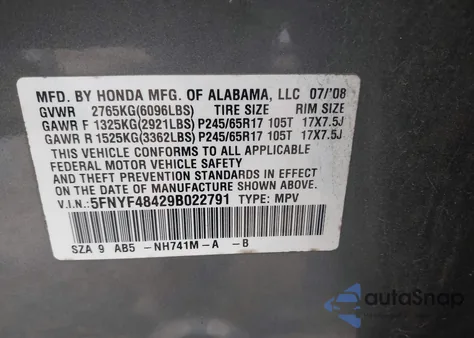 MFD. BY HONDA MFG. OF ALABAMA, LLC 07/'08
GVWR 2765KG(6096LBS) TIRE SIZE RIM SIZE
GAWR F 1325KG(2921LBS) P245/65R17 105T 17X7.5J
GAWR R 1525KG(3362LBS) P245/65R17 105T 17X7.5J
THIS VEHICLE CONFORMS TO ALL APPLICABLE
FEDERAL MOTOR VEHICLE SAFETY
AND THEFT PREVENTION STANDARDS IN EFFECT
ON THE DATE OF MANUFACTURE SHOWN ABOVE.
V.I.N.: 5FNYF48429B022791 TYPE: MPV
SZA 9 AB5 -NH741M-A -B
autoSnap